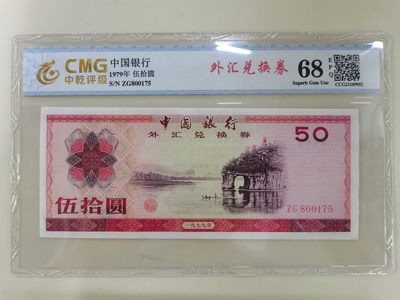 CMG
中乾评级
中国银行
1979年 伍拾圆
S/N ZG800175
外汇兑换券
68
EPQ
Superb Gem Unc
CCG23109951
中国银行
外汇兑换券
50
伍拾圆
ZG 800175
一九七九年